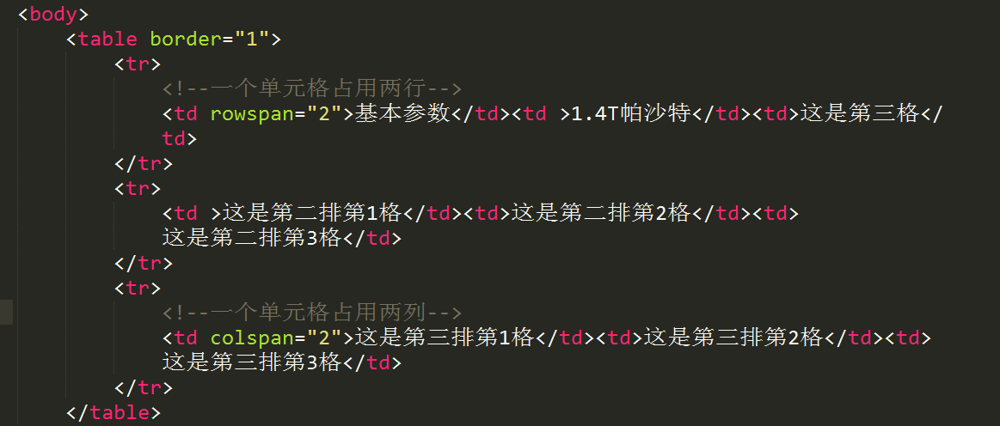 <body>
<table border="1">
<tr>
<!--一个单元格占用两行-->
<td rowspan="2">基本参数</td><td >1.4T帕沙特</td><td>这是第三格</
td>
</tr>
<tr>
<td >这是第二排第1格</td><td>这是第二排第2格</td><td>
这是第二排第3格</td>
</tr>
<tr>
<!--一个单元格占用两列-->
<td colspan="2">这是第三排第1格</td><td>这是第三排第2格</td><td>
这是第三排第3格</td>
</tr>
</table>